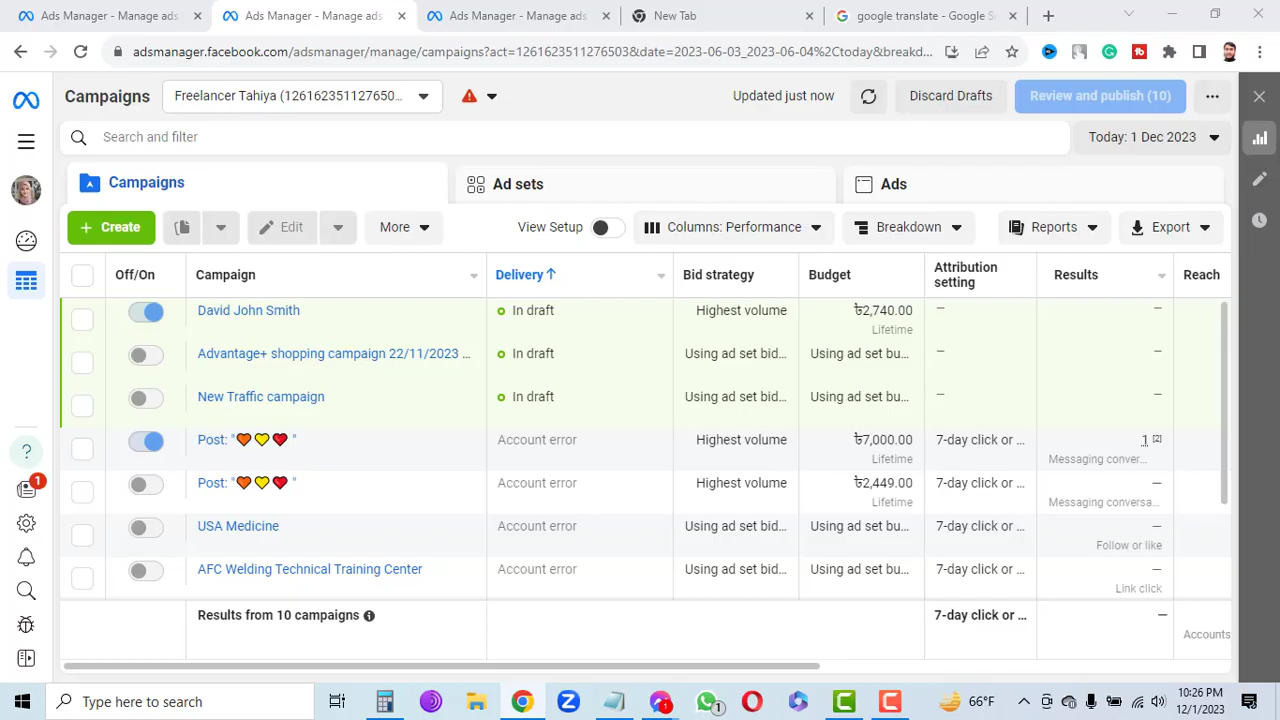 Ads Manager - Manage ads
Ads Manager - Manage ads
Ads Manager - Manage ads
New Tab
google translate - Google S
adsmanager.facebook.com/adsmanager/manage/campaigns?act=1261623511276503&date=2023-06-03_2023-06-04%2Ctoday&breakd...
Campaigns
Freelancer Tahiya (126162351127650...
Updated just now
Discard Drafts
Review and publish (10)
Search and filter
Today: 1 Dec 2023
Campaigns
Ad sets
Ads
+ Create
Edit
More
View Setup
Columns: Performance
Breakdown
Reports
Export
Off/On
Campaign
Delivery ↑
Bid strategy
Budget
Attribution setting
Results
Reach
David John Smith
In draft
Highest volume
৳2,740.00
Lifetime
—
—
Advantage+ shopping campaign 22/11/2023 ...
In draft
Using ad set bid...
Using ad set bu...
—
—
New Traffic campaign
In draft
Using ad set bid...
Using ad set bu...
—
—
Post: "🧡💛❤️ "
Account error
Highest volume
৳7,000.00
Lifetime
7-day click or ...
1 [2]
Messaging conver...
Post: "🧡💛❤️ "
Account error
Highest volume
৳2,449.00
Lifetime
7-day click or ...
—
Messaging conversa...
USA Medicine
Account error
Using ad set bid...
Using ad set bu...
7-day click or ...
—
Follow or like
AFC Welding Technical Training Center
Account error
Using ad set bid...
Using ad set bu...
7-day click or ...
—
Link click
Results from 10 campaigns
7-day click or ...
—
Accounts
?
1
Type here to search
1
1
66°F
10:26 PM
12/1/2023